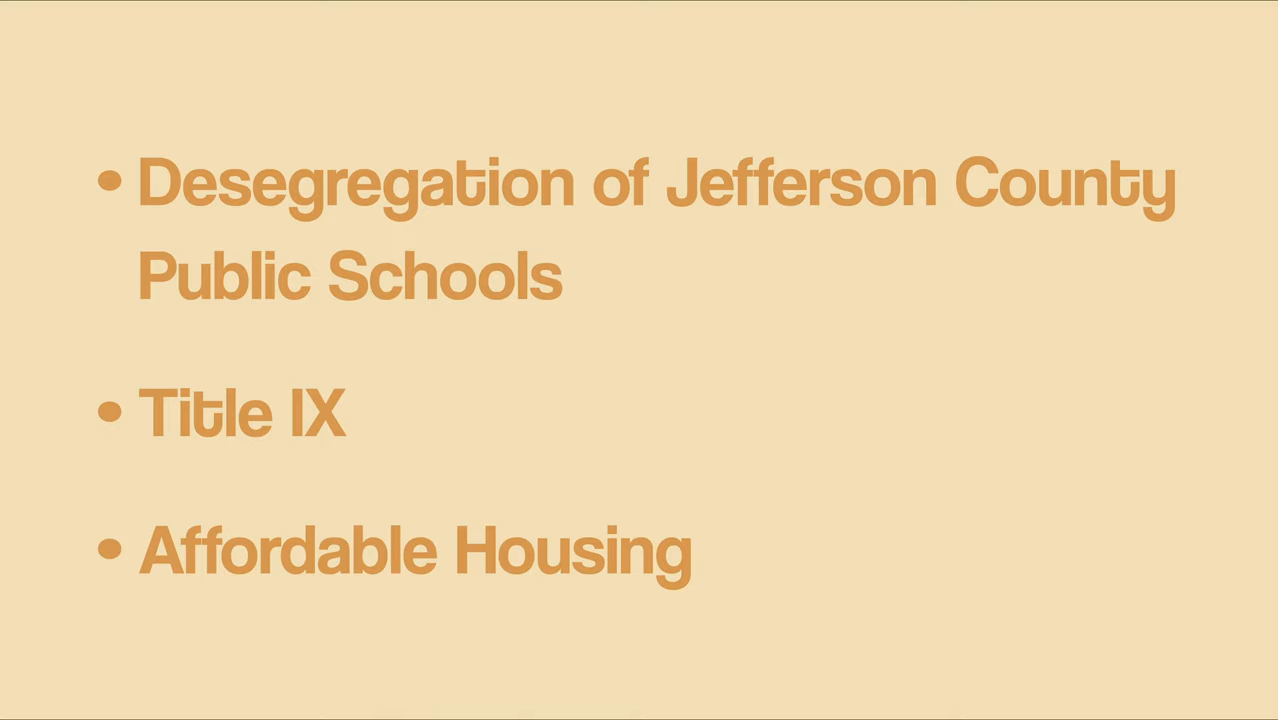 • Desegregation of Jefferson County
Public Schools
• Title IX
• Affordable Housing